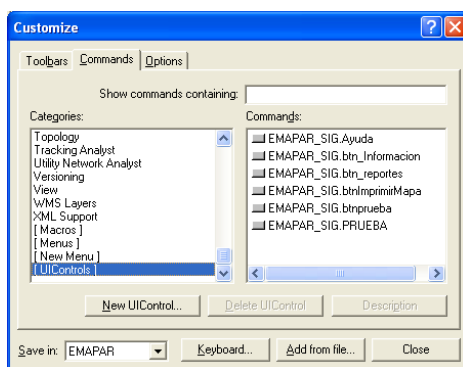 Customize
Toolbars Commands Options
Show commands containing:
Categories:
Commands:
Topology
Tracking Analyst
Utility Network Analyst
Versioning
View
WMS Layers
XML Support
[ Macros ]
[ Menus ]
[ New Menu ]
[ UIControls ]
EMAPAR_SIG.Ayuda
EMAPAR_SIG.btn_Informacion
EMAPAR_SIG.btn_reportes
EMAPAR_SIG.btnImprimirMapa
EMAPAR_SIG.btnprueba
EMAPAR_SIG.PRUEBA
New UIControl... Delete UIControl Description
Save in: EMAPAR Keyboard... Add from file... Close